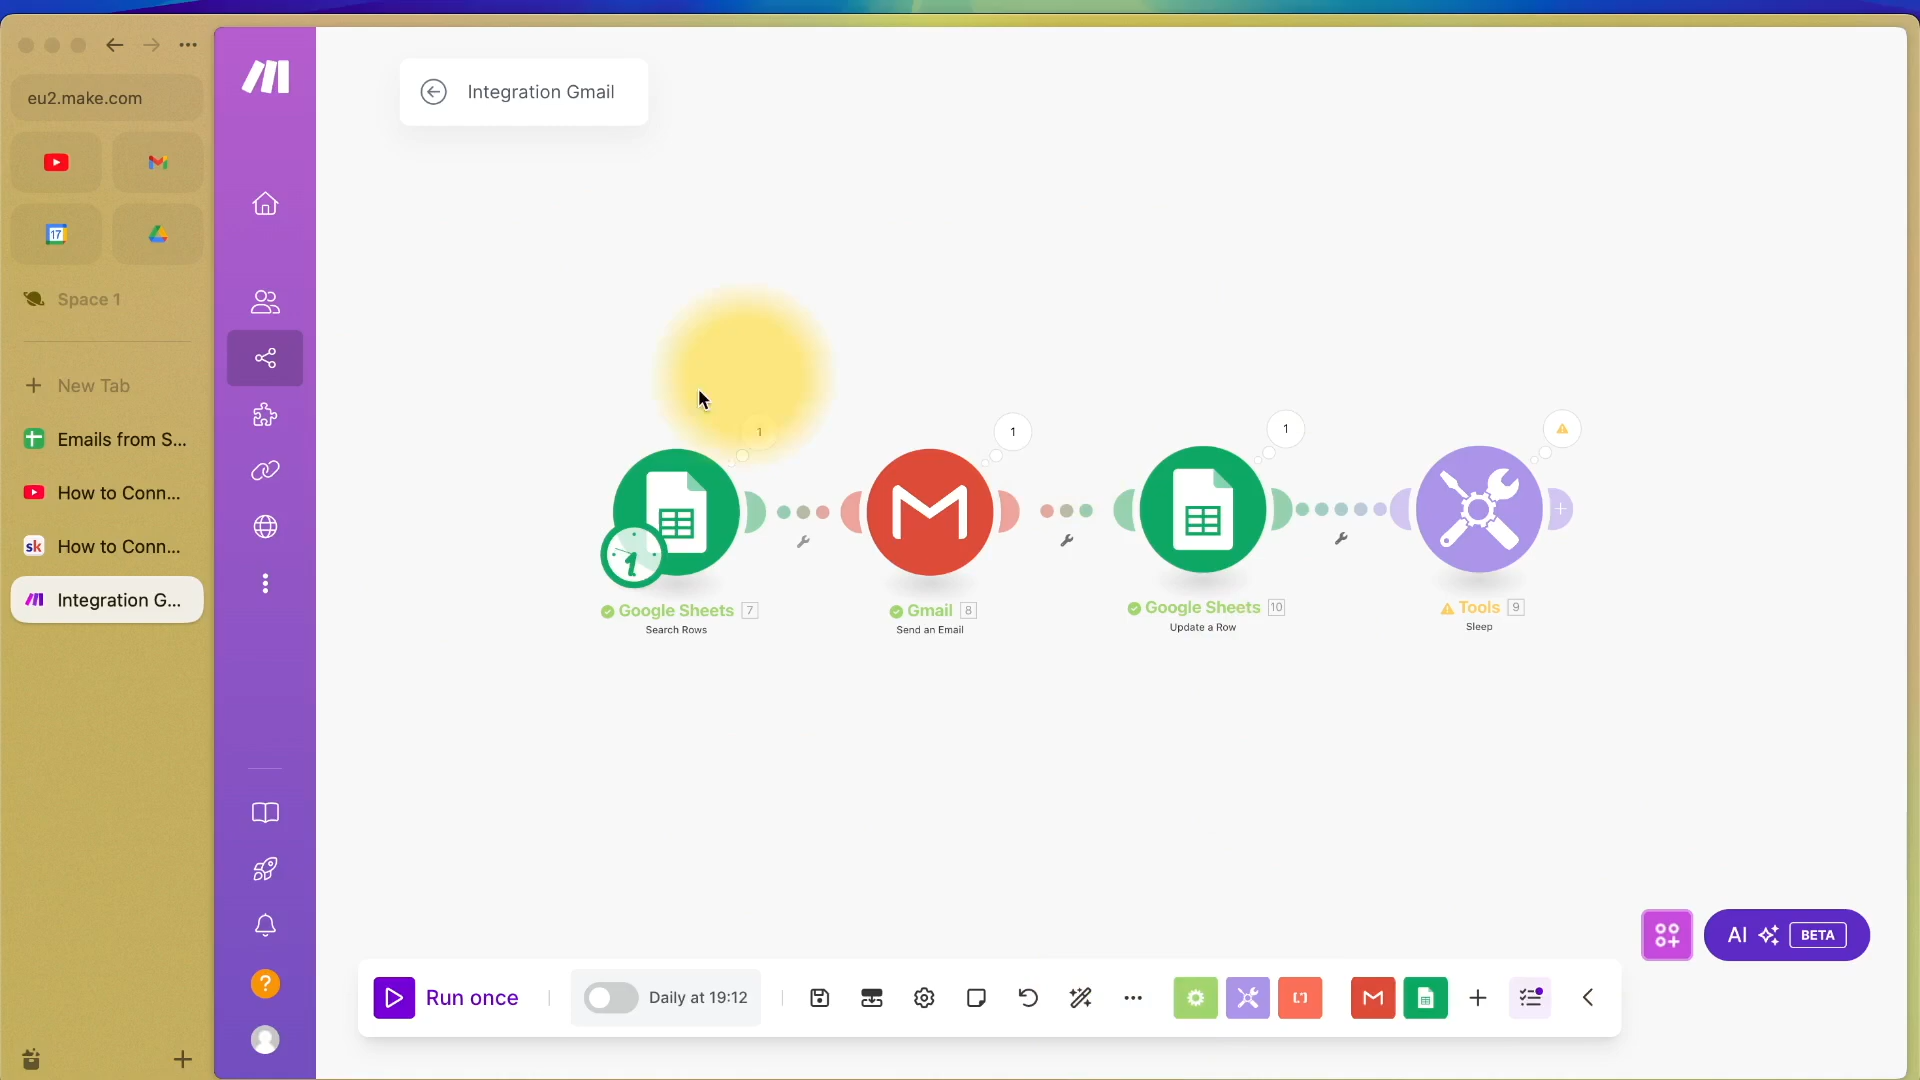 eu2.make.com
17
Space 1
New Tab
Emails from S...
How to Conn...
sk How to Conn...
Integration G...
?
Integration Gmail
1
1
1
Google Sheets 7
Search Rows
Gmail 8
Send an Email
Google Sheets 10
Update a Row
Tools 9
Sleep
AI BETA
Run once
Daily at 19:12